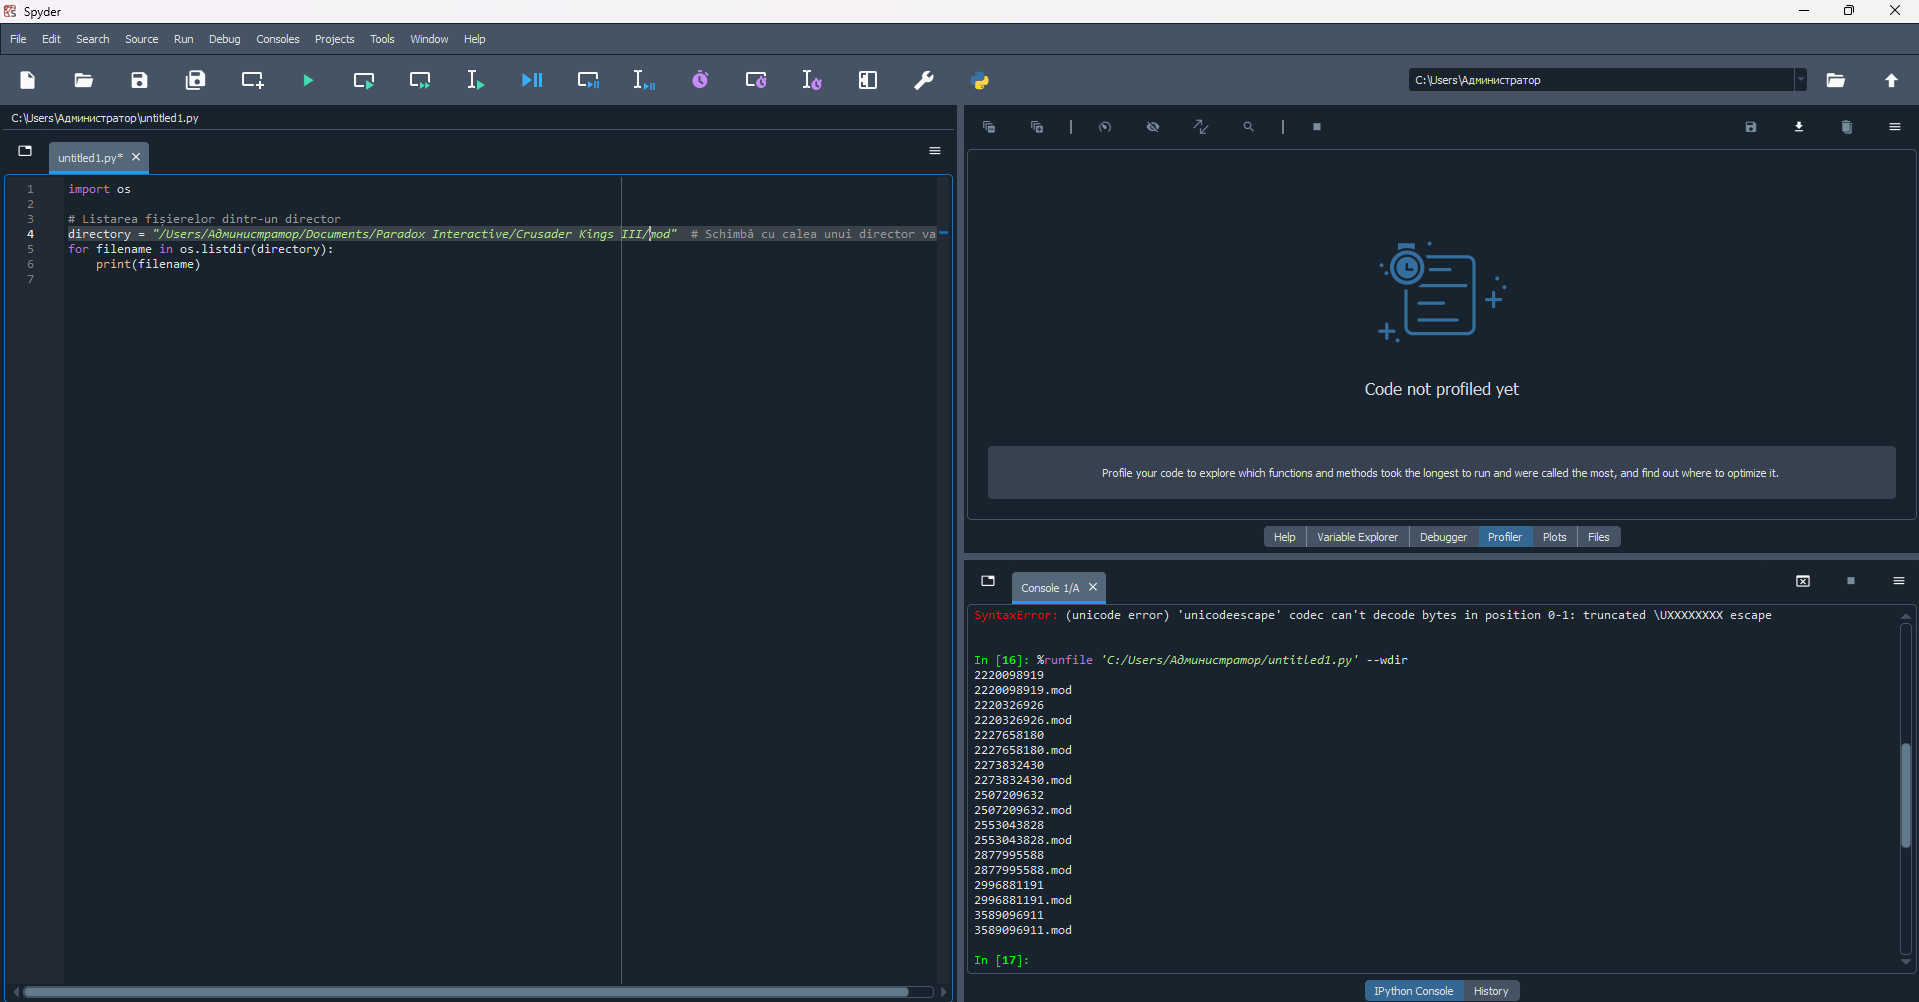 Spyder
File Edit Search Source Run Debug Consoles Projects Tools Window Help
C:\Users\Администратор
C:\Users\Администратор\untitled1.py
untitled1.py*
1 import os
2
3 # Listarea fișierelor dintr-un director
4 directory = "/Users/Администратор/Documents/Paradox Interactive/Crusader Kings III/mod" # Schimbă cu calea unui director va
5 for filename in os.listdir(directory):
6 print(filename)
7
Code not profiled yet
Profile your code to explore which functions and methods took the longest to run and were called the most, and find out where to optimize it.
Help Variable Explorer Debugger Profiler Plots Files
Console 1/A
SyntaxError: (unicode error) 'unicodeescape' codec can't decode bytes in position 0-1: truncated \UXXXXXXXX escape
In [16]: %runfile 'C:/Users/Администратор/untitled1.py' --wdir
2220098919
2220098919.mod
2220326926
2220326926.mod
2227658180
2227658180.mod
2273832430
2273832430.mod
2507209632
2507209632.mod
2553043828
2553043828.mod
2877995588
2877995588.mod
2996881191
2996881191.mod
3589096911
3589096911.mod
In [17]:
IPython Console History